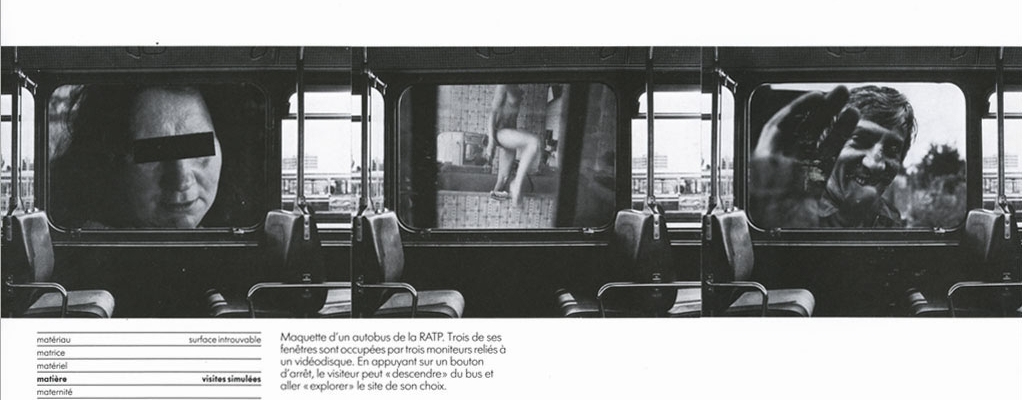 matériau surface introuvable
matrice
matériel
matière visites simulées
maternité
Maquette d'un autobus de la RATP. Trois de ses
fenêtres sont occupées par trois moniteurs reliés à
un vidéodisque. En appuyant sur un bouton
d'arrêt, le visiteur peut «descendre» du bus et
aller «explorer» le site de son choix.